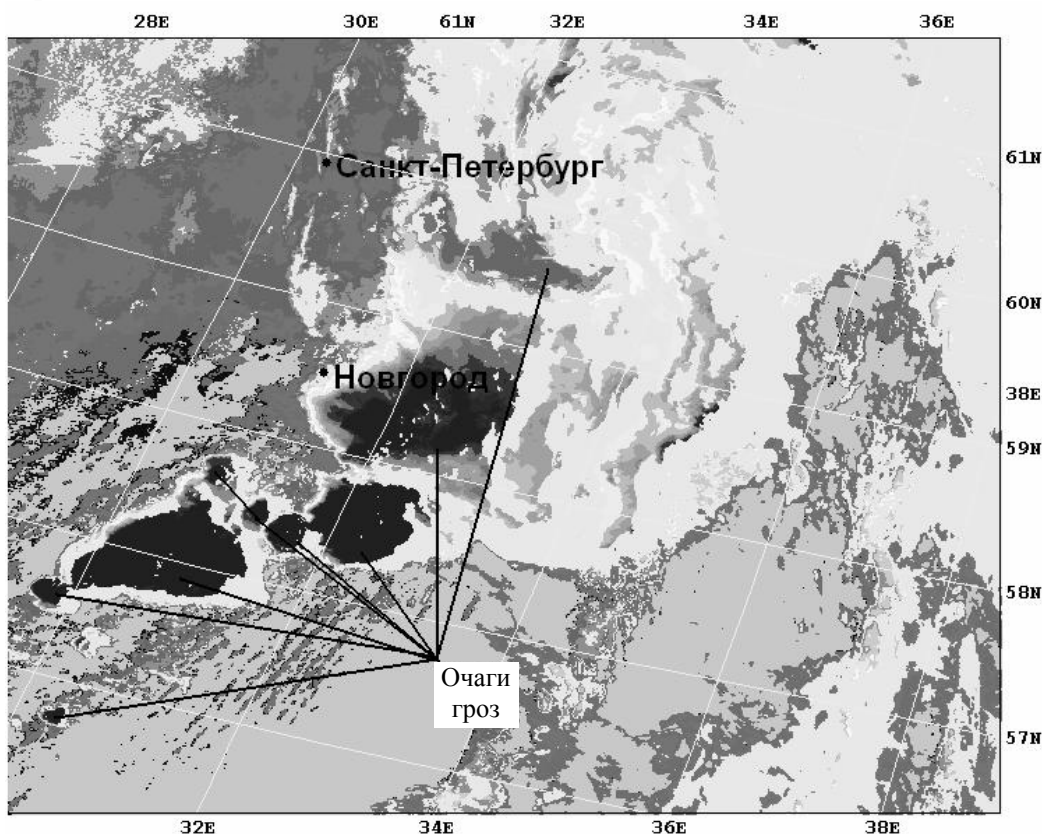 28E 30E 61N 32E 34E 36E
61N
Санкт-Петербург
60N
Новгород
38E
59N
58N
Очаги
гроз
57N
32E 34E 36E 38E